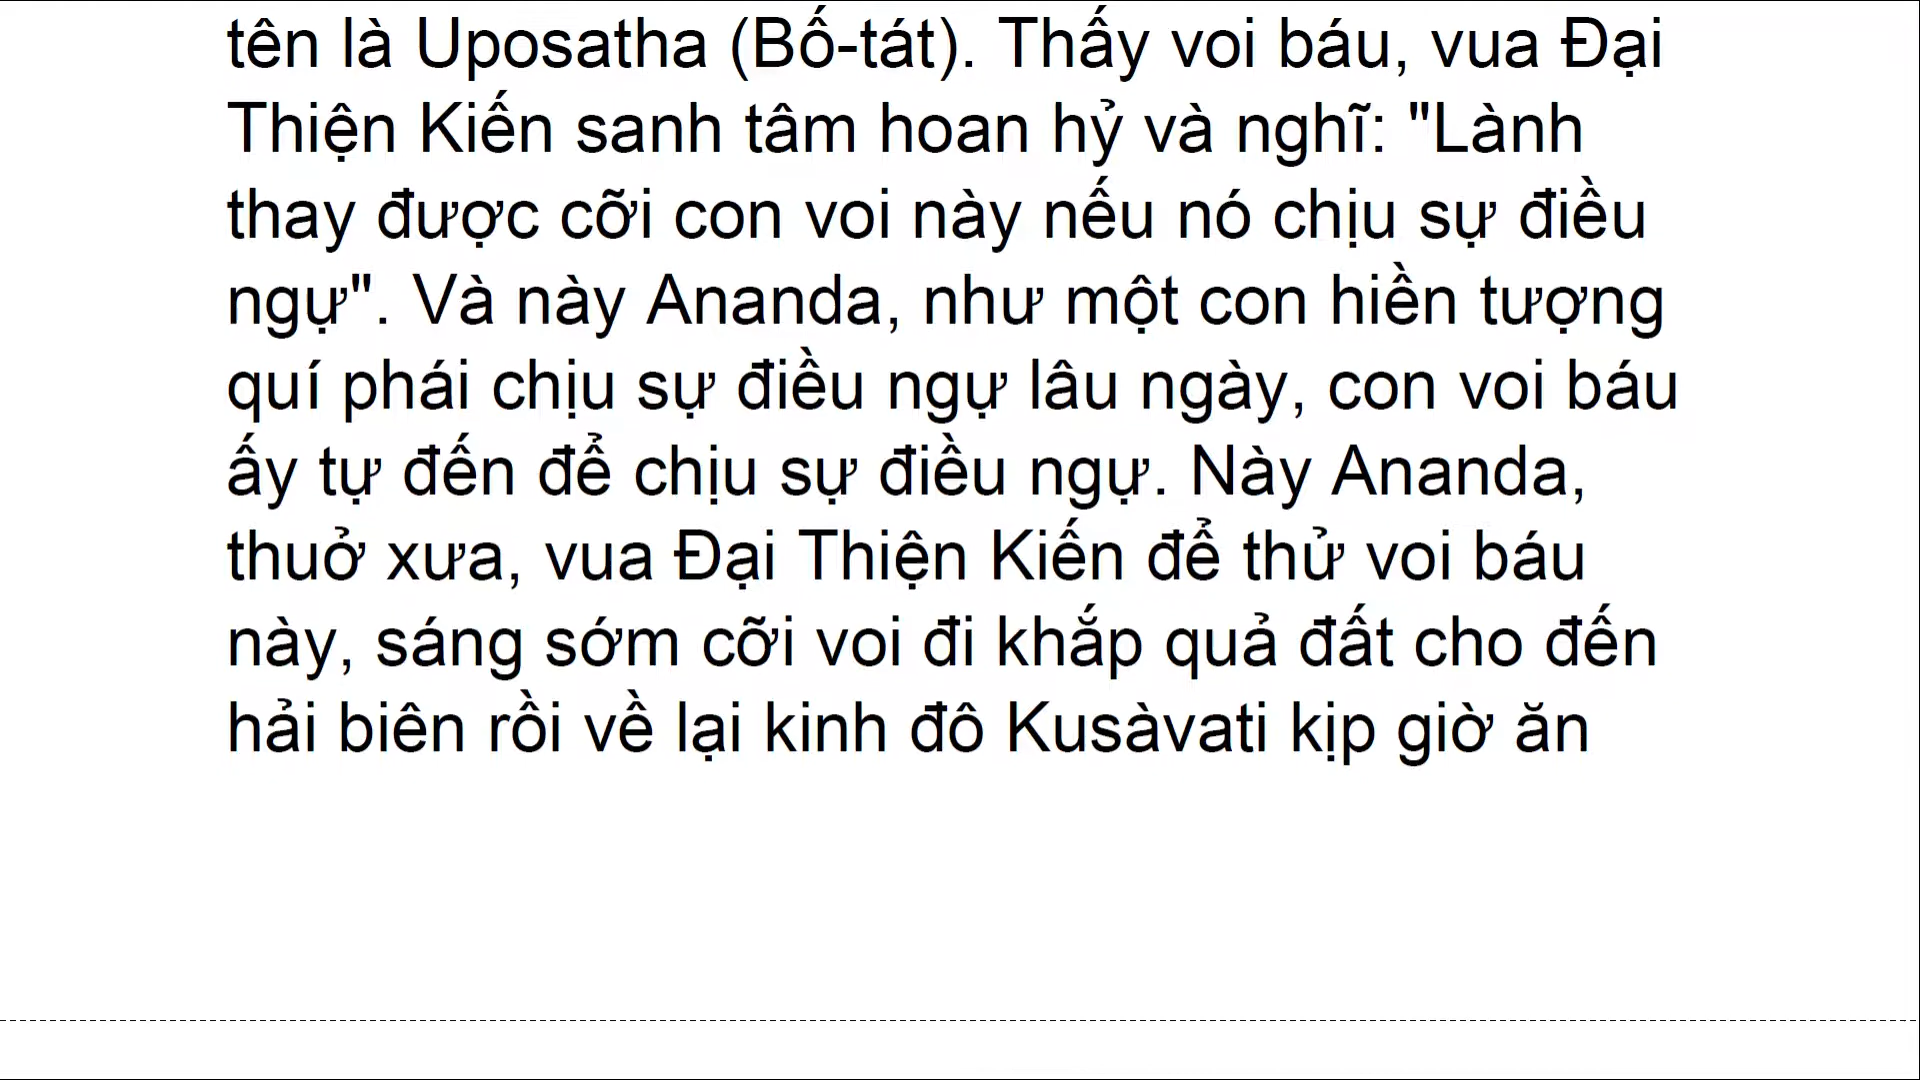 tên là Uposatha (Bố-tát). Thấy voi báu, vua Đại
Thiện Kiến sanh tâm hoan hỷ và nghĩ: "Lành
thay được cỡi con voi này nếu nó chịu sự điều
ngự". Và này Ananda, như một con hiền tượng
quí phái chịu sự điều ngự lâu ngày, con voi báu
ấy tự đến để chịu sự điều ngự. Này Ananda,
thuở xưa, vua Đại Thiện Kiến để thử voi báu
này, sáng sớm cỡi voi đi khắp quả đất cho đến
hải biên rồi về lại kinh đô Kusàvati kịp giờ ăn